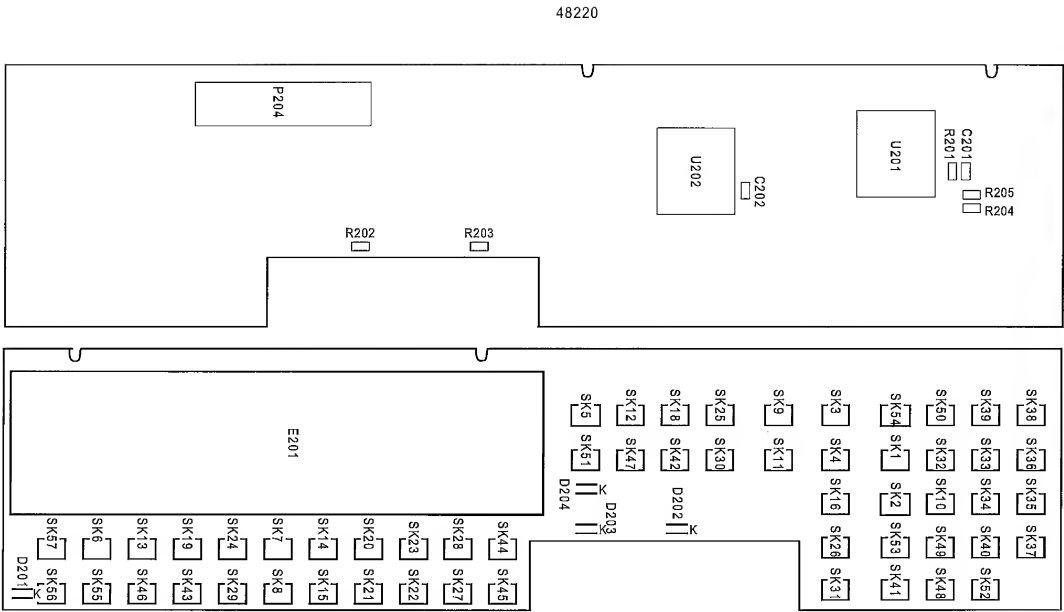 48220
P204
U202
C202
U201
R201
C201
R205
R204
R202
R203
E201
SK5
SK12
SK18
SK25
SK9
SK3
SK54
SK50
SK39
SK38
SK51
SK47
SK42
SK30
SK11
SK4
SK1
SK32
SK33
SK36
D204
K
D203
K
D202
K
SK16
SK2
SK10
SK34
SK35
SK57
SK6
SK13
SK19
SK24
SK7
SK14
SK20
SK23
SK28
SK44
SK26
SK53
SK49
SK40
SK37
D201
K
SK56
SK55
SK46
SK43
SK29
SK8
SK15
SK21
SK22
SK27
SK45
SK31
SK41
SK48
SK52